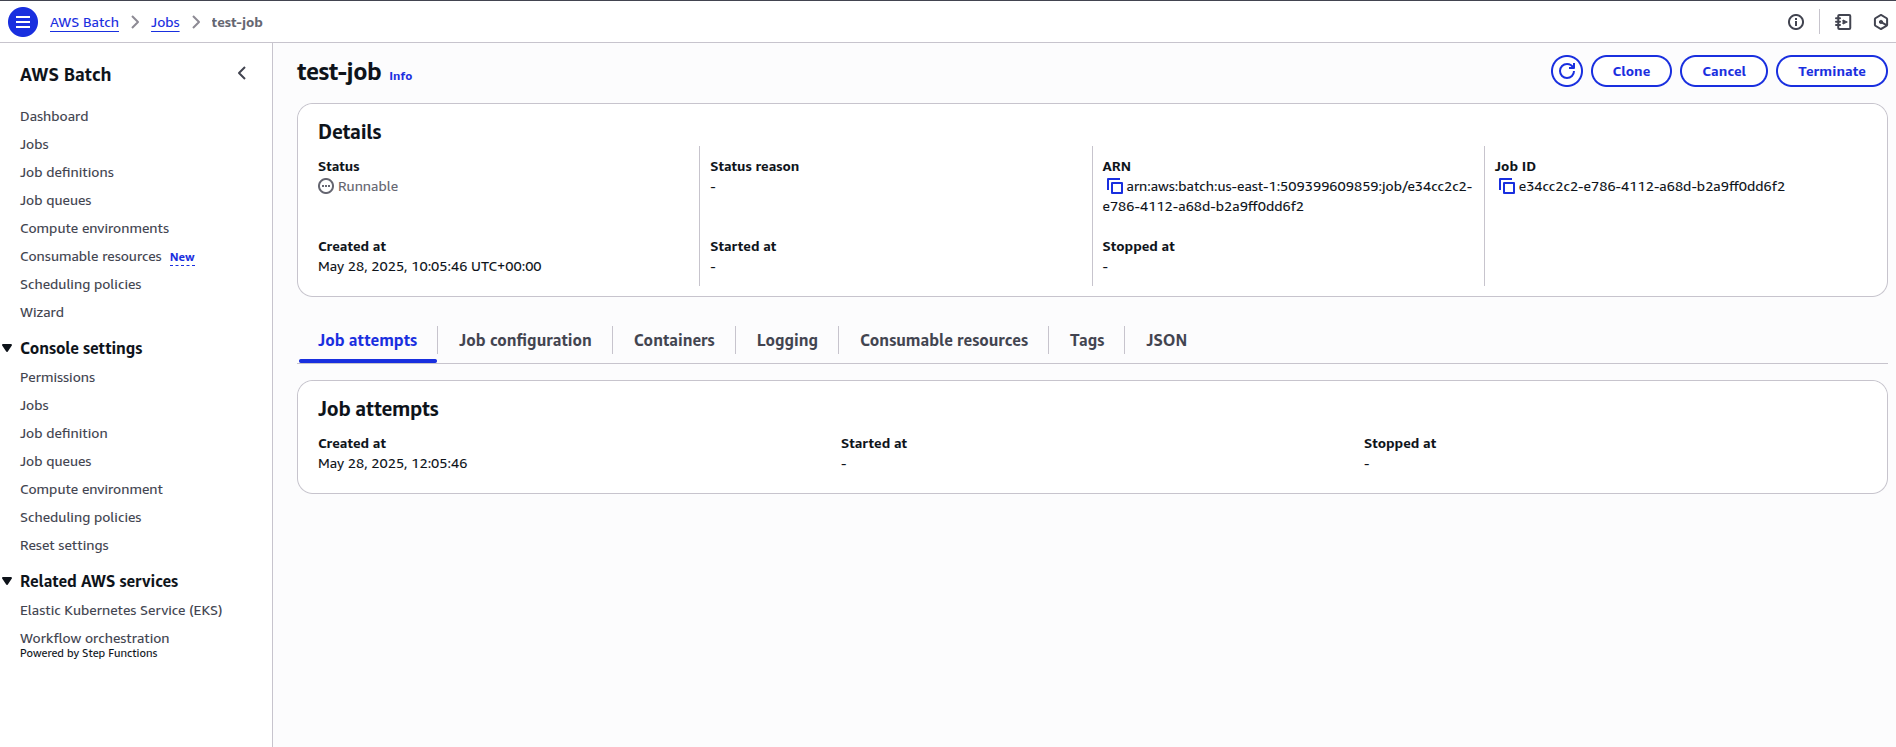 AWS Batch > Jobs > test-job
AWS Batch
Dashboard
Jobs
Job definitions
Job queues
Compute environments
Consumable resources New
Scheduling policies
Wizard
Console settings
Permissions
Jobs
Job definition
Job queues
Compute environment
Scheduling policies
Reset settings
Related AWS services
Elastic Kubernetes Service (EKS)
Workflow orchestration
Powered by Step Functions
test-job Info
Clone
Cancel
Terminate
Details
Status
Runnable
Status reason
-
ARN
arn:aws:batch:us-east-1:509399609859:job/e34cc2c2-
e786-4112-a68d-b2a9ff0dd6f2
Job ID
e34cc2c2-e786-4112-a68d-b2a9ff0dd6f2
Created at
May 28, 2025, 10:05:46 UTC+00:00
Started at
-
Stopped at
-
Job attempts
Job configuration
Containers
Logging
Consumable resources
Tags
JSON
Job attempts
Created at
May 28, 2025, 12:05:46
Started at
-
Stopped at
-